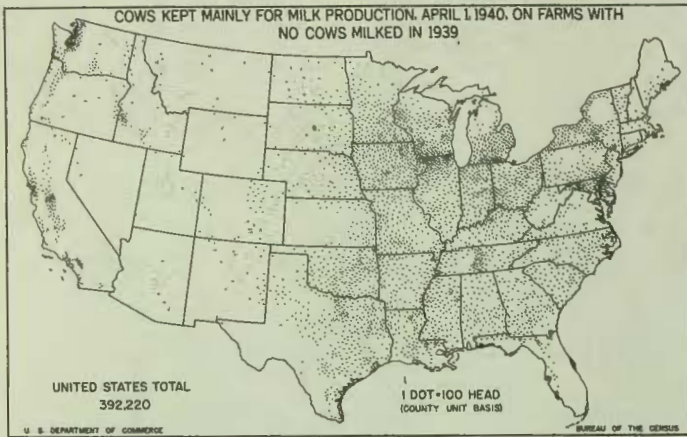 COWS KEPT MAINLY FOR MILK PRODUCTION, APRIL 1, 1940, ON FARMS WITH
NO COWS MILKED IN 1939
UNITED STATES TOTAL
392,220
1 DOT=100 HEAD
(COUNTY UNIT BASIS)
U. S. DEPARTMENT OF COMMERCE
BUREAU OF THE CENSUS